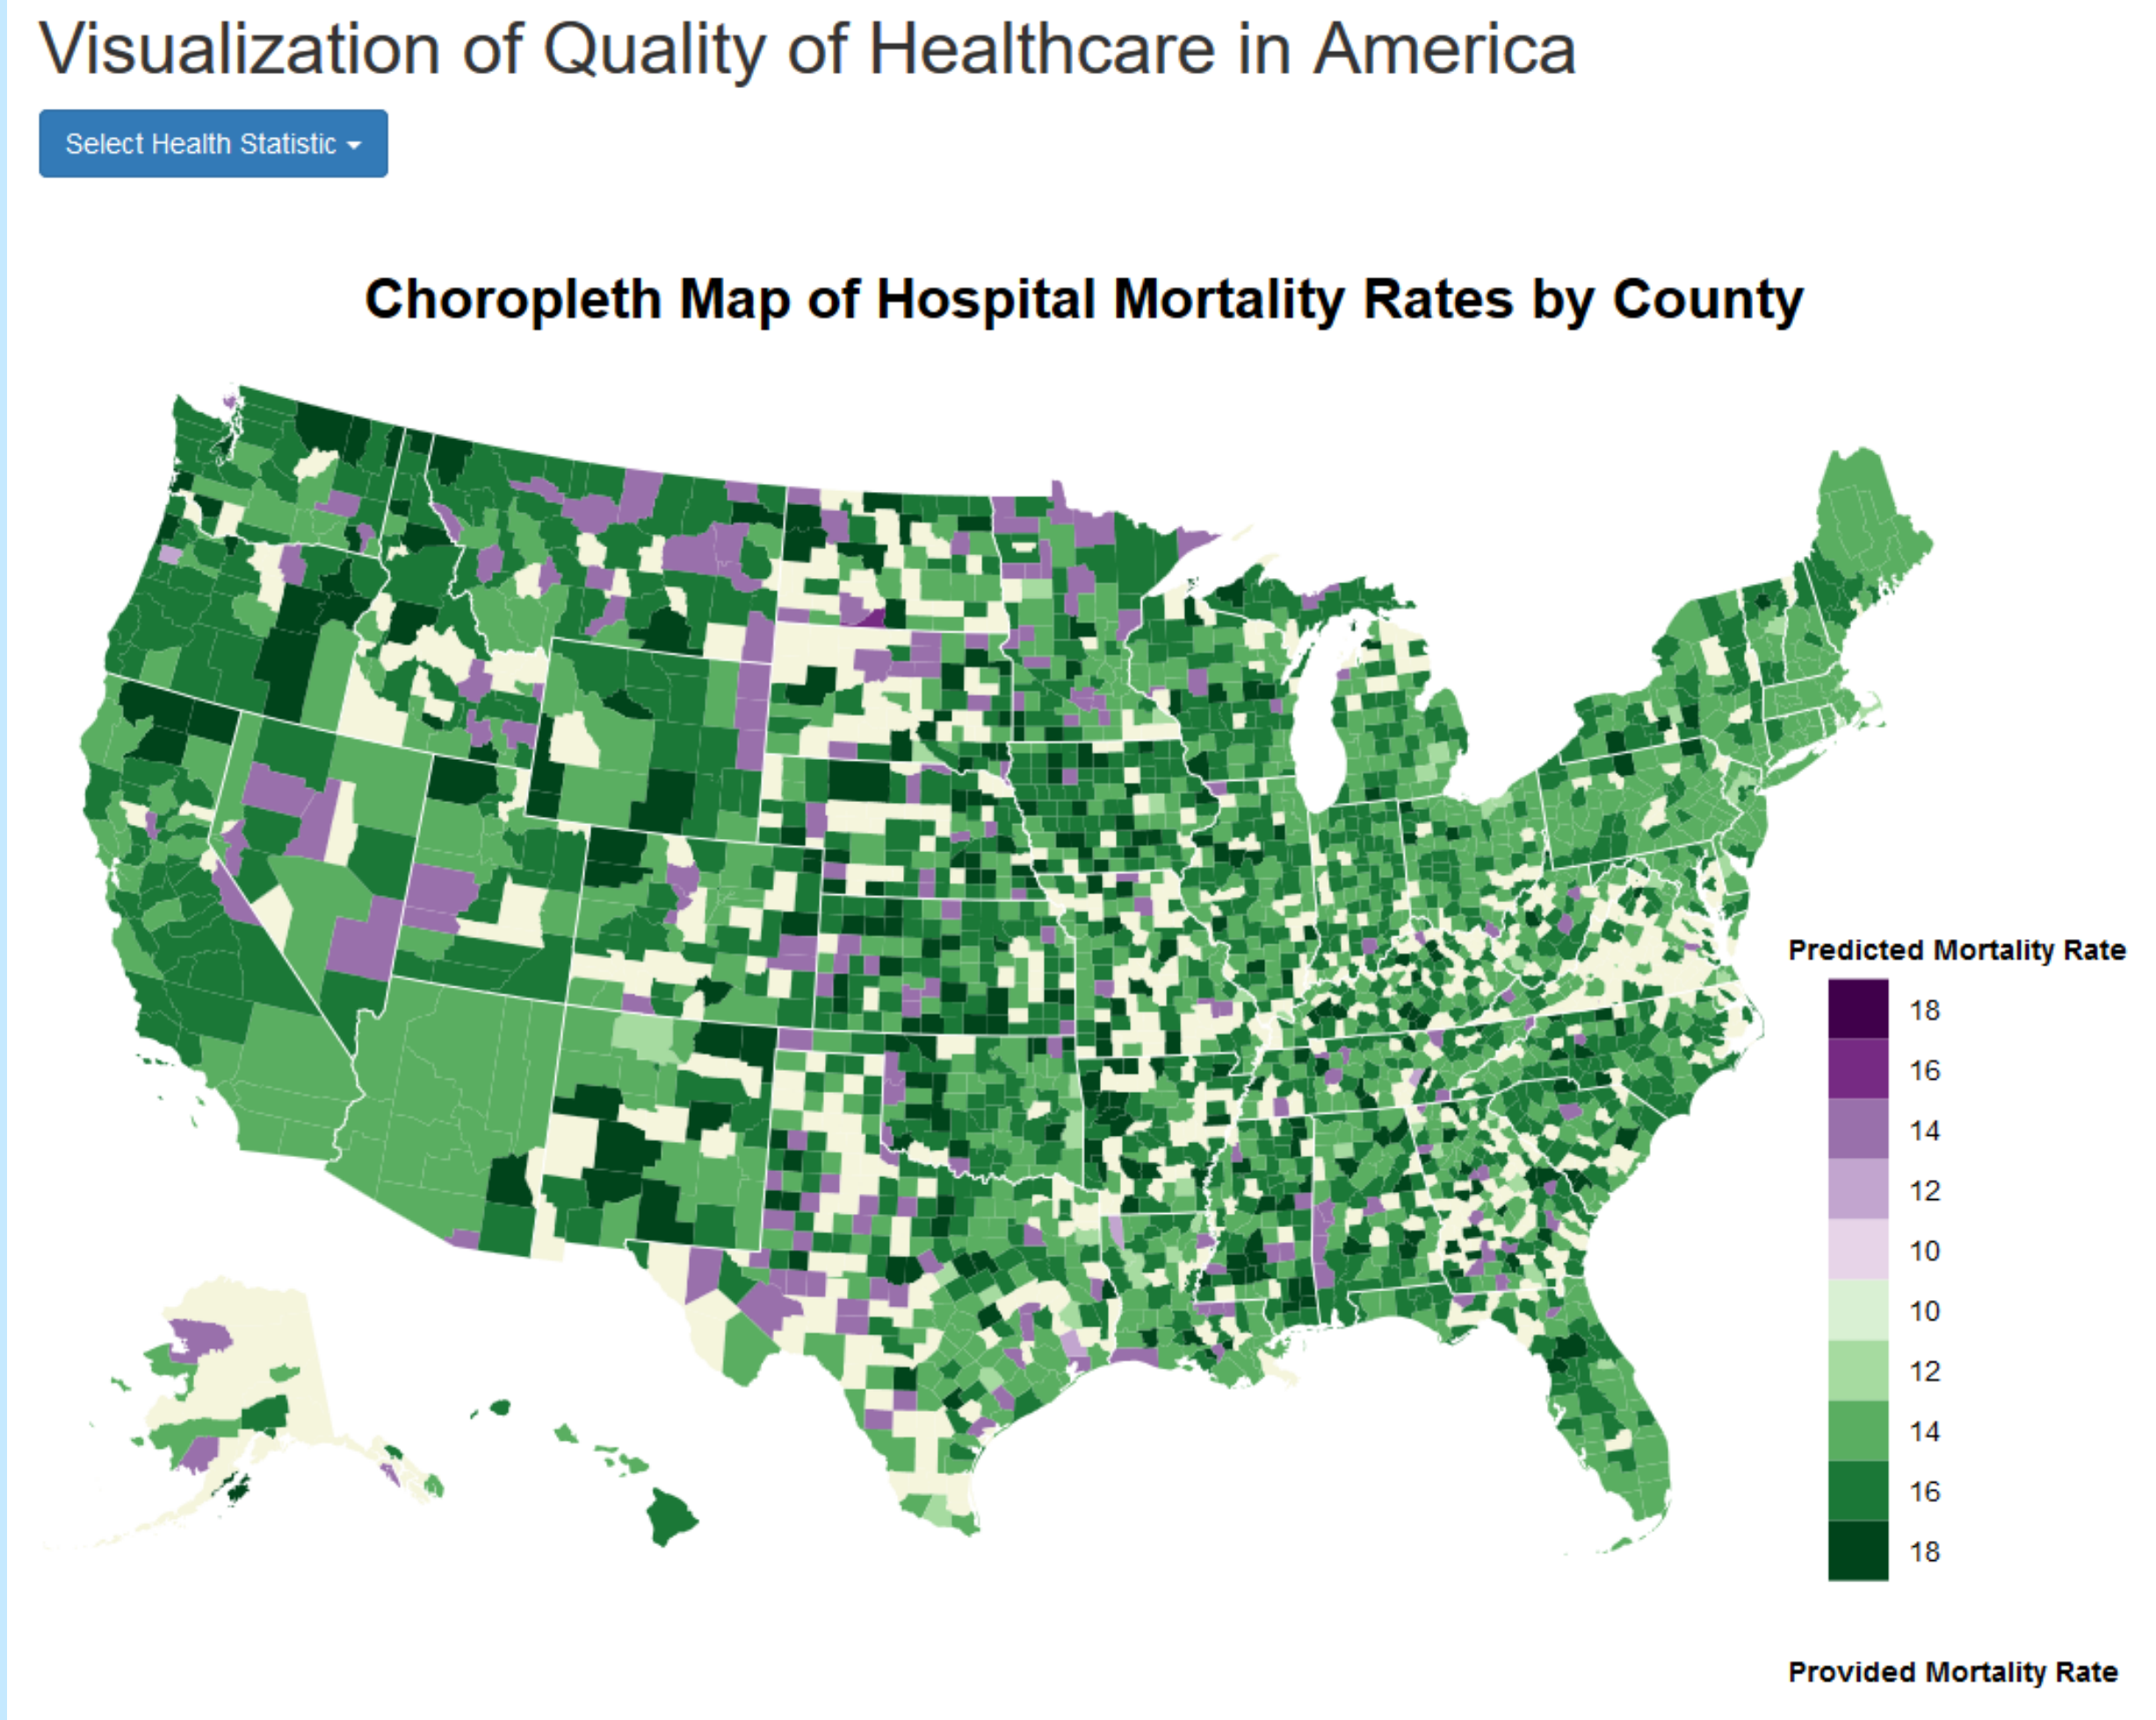 Visualization of Quality of Healthcare in America
Select Health Statistic
Choropleth Map of Hospital Mortality Rates by County
Predicted Mortality Rate
18
16
14
12
10
10
12
14
16
18
Provided Mortality Rate